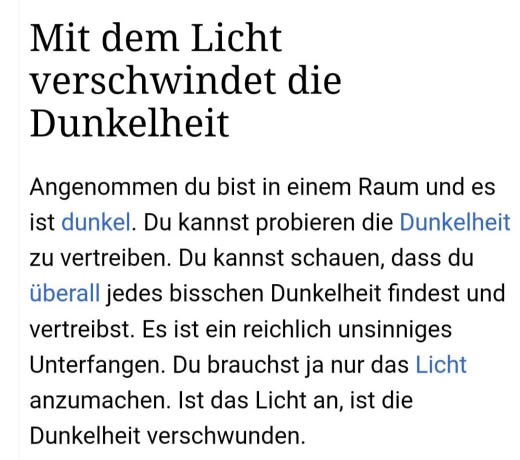 Mit dem Licht
verschwindet die
Dunkelheit
Angenommen du bist in einem Raum und es
ist dunkel. Du kannst probieren die Dunkelheit
zu vertreiben. Du kannst schauen, dass du
überall jedes bisschen Dunkelheit findest und
vertreibst. Es ist ein reichlich unsinniges
Unterfangen. Du brauchst ja nur das Licht
anzumachen. Ist das Licht an, ist die
Dunkelheit verschwunden.